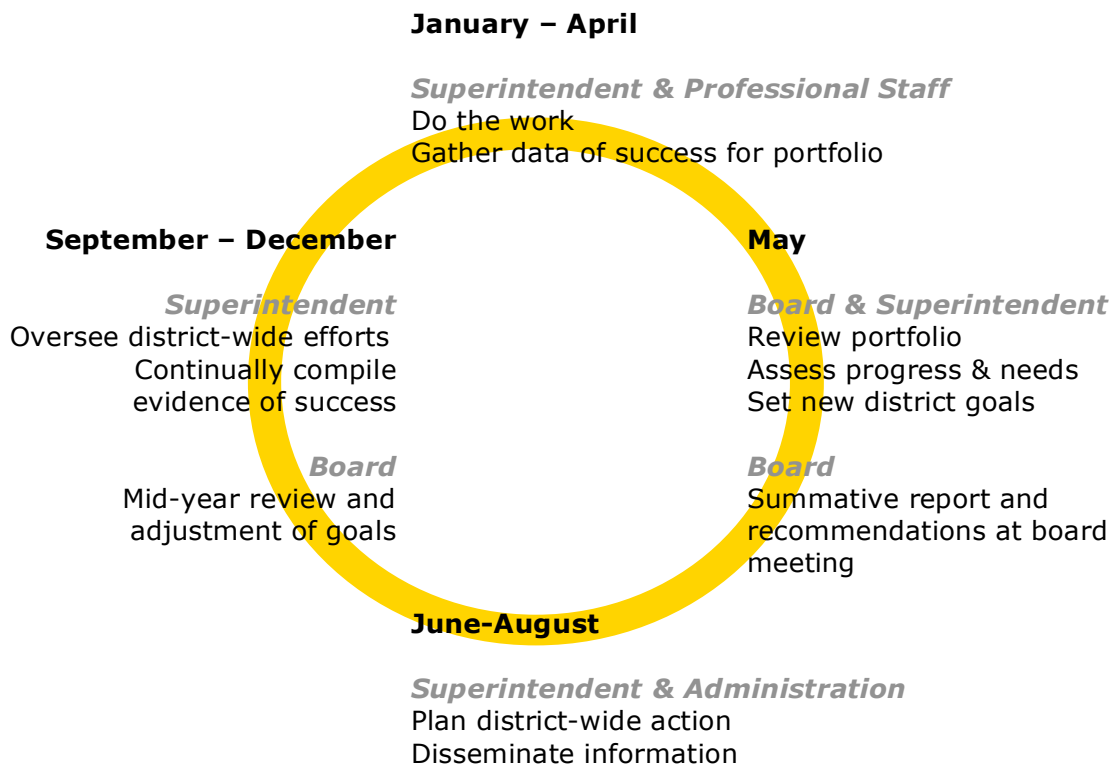 January – April
Superintendent & Professional Staff
Do the work
Gather data of success for portfolio
September – December
Superintendent
Oversee district-wide efforts
Continually compile
evidence of success
Board
Mid-year review and
adjustment of goals
May
Board & Superintendent
Review portfolio
Assess progress & needs
Set new district goals
Board
Summative report and
recommendations at board
meeting
June-August
Superintendent & Administration
Plan district-wide action
Disseminate information